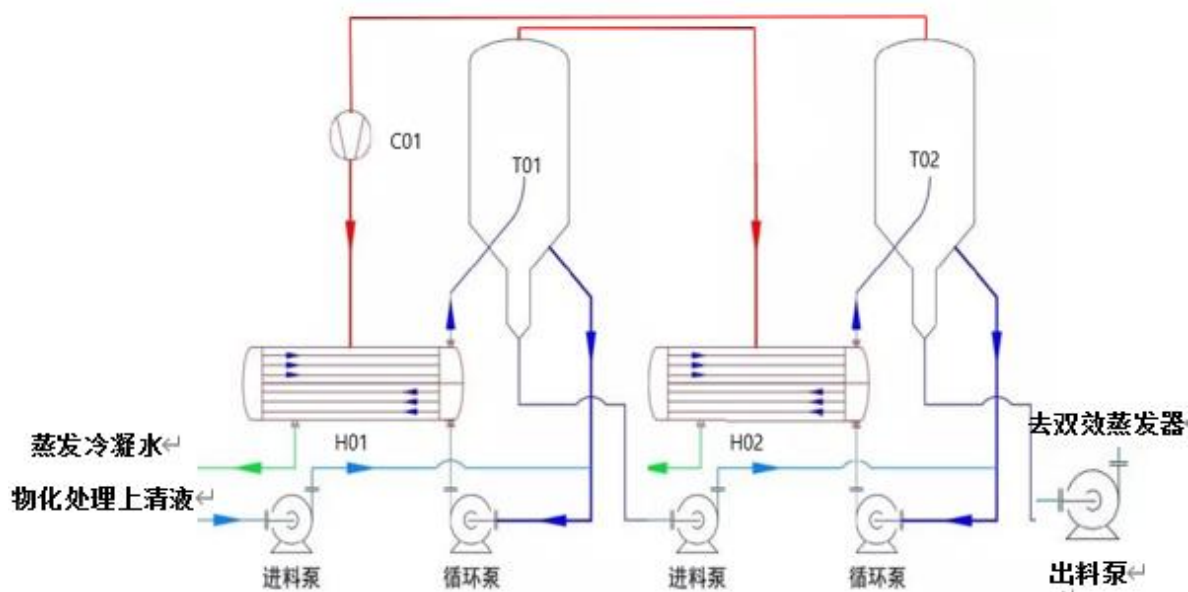 C01
T01
T02
去双效蒸发器↵
蒸发冷凝水↵
H01
H02
物化处理上清液↵
进料泵
循环泵
进料泵
循环泵
出料泵↵
↵